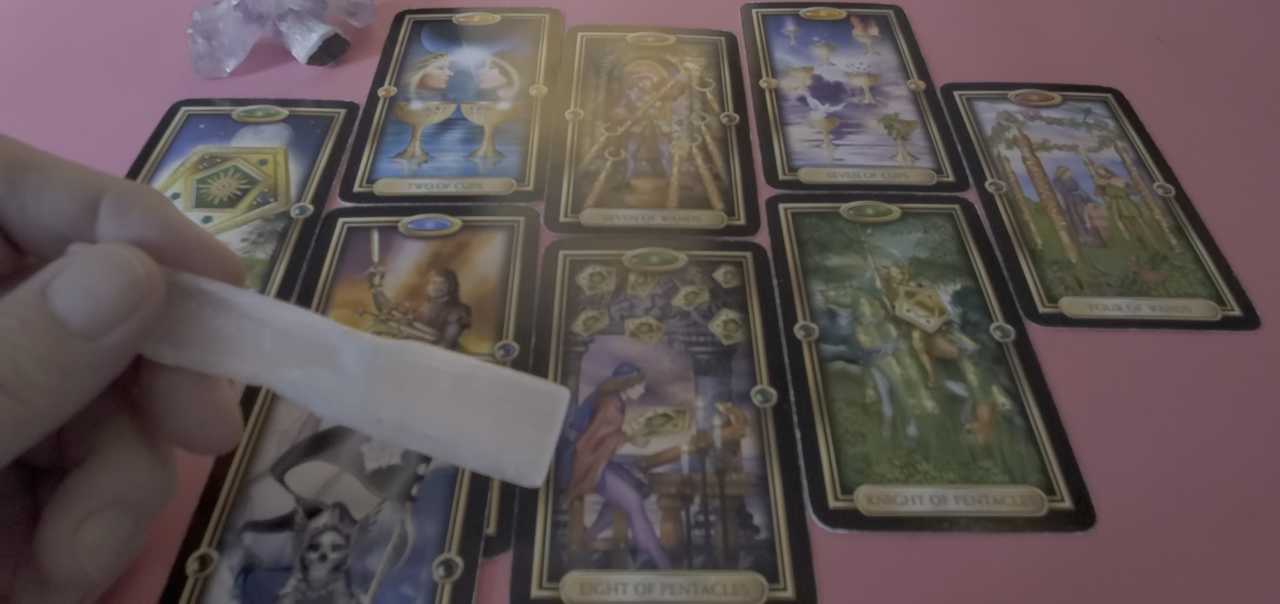 TWO OF CUPS
SEVEN OF WANDS
SEVEN OF CUPS
FOUR OF WANDS
KNIGHT OF PENTACLES
EIGHT OF PENTACLES